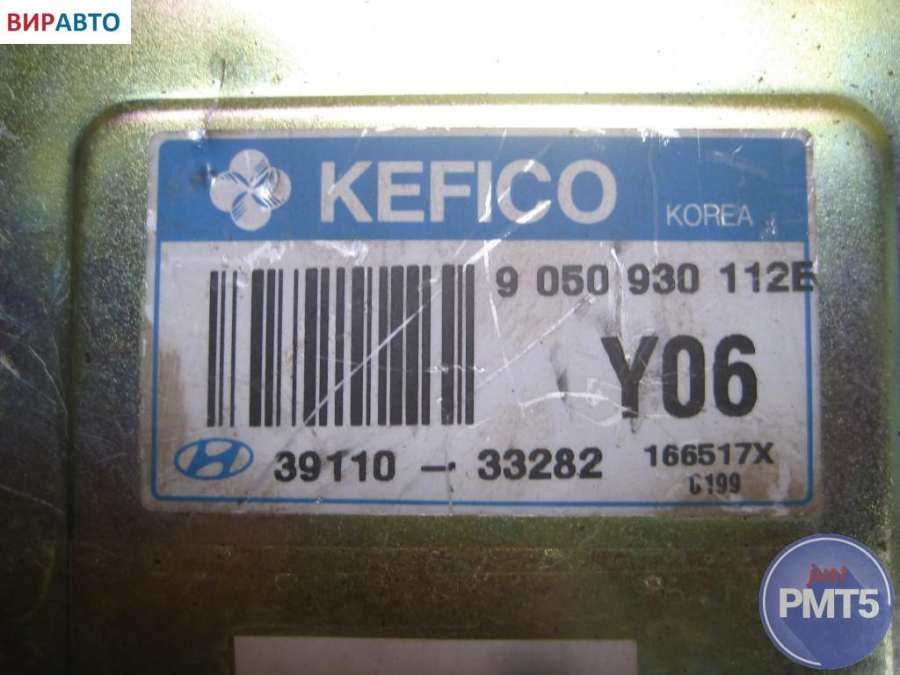 ВИРАВТО
KEFICO KOREA
9 050 930 112E
Y06
39110 - 33282
166517X
C199
just
PMT5